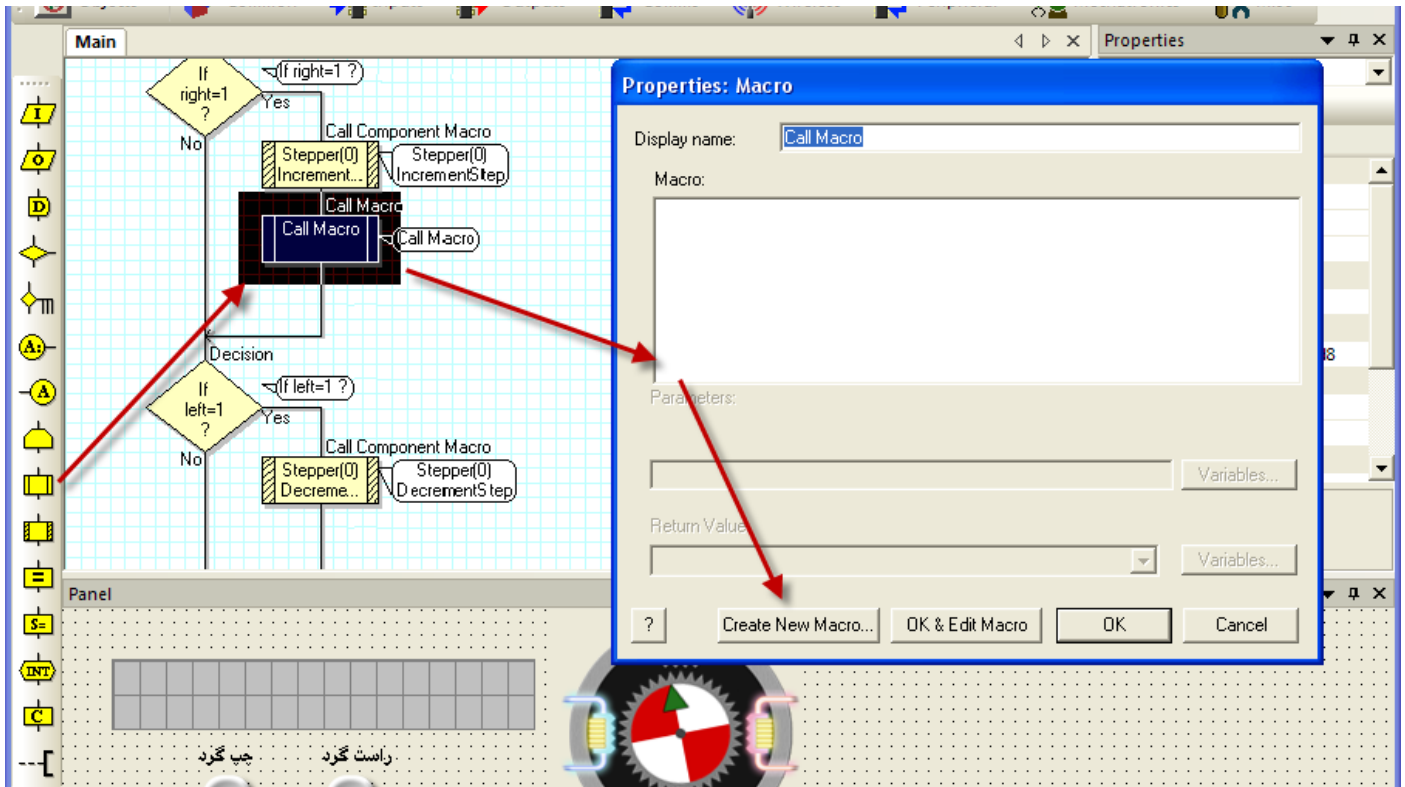 Main
Properties
If
right=1
?
If right=1 ?
Yes
No
Call Component Macro
Stepper(0)
Increment...
Stepper(0)
IncrementStep
Call Macro
Call Macro
Call Macro
Decision
If
left=1
?
If left=1 ?
Yes
No
Call Component Macro
Stepper(0)
Decreme...
Stepper(0)
DecrementStep
I
O
D
A:
A
=
S=
INT
C
Properties: Macro
Display name:
Call Macro
Macro:
Parameters:
Variables...
Return Value
Variables...
?
Create New Macro...
OK & Edit Macro
OK
Cancel
Panel
چپ گرد
راست گرد